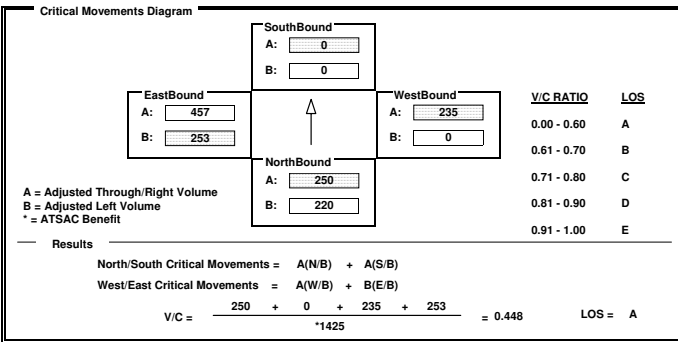 Critical Movements Diagram
SouthBound
A: 0
B: 0
EastBound
A: 457
B: 253
WestBound
A: 235
B: 0
NorthBound
A: 250
B: 220
V/C RATIO LOS
0.00 - 0.60 A
0.61 - 0.70 B
0.71 - 0.80 C
0.81 - 0.90 D
0.91 - 1.00 E
A = Adjusted Through/Right Volume
B = Adjusted Left Volume
* = ATSAC Benefit
Results
North/South Critical Movements = A(N/B) + A(S/B)
West/East Critical Movements = A(W/B) + B(E/B)
V/C = 250 + 0 + 235 + 253 = 0.448 LOS = A
*1425